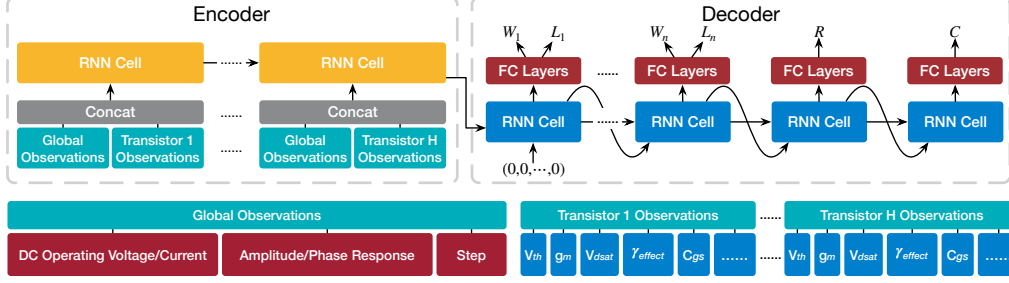 Encoder
RNN Cell
......
RNN Cell
Concat
......
Concat
Global Observations
Transistor 1 Observations
......
Global Observations
Transistor H Observations
Decoder
W1
L1
Wn
Ln
R
C
FC Layers
......
FC Layers
FC Layers
FC Layers
RNN Cell
......
RNN Cell
RNN Cell
RNN Cell
(0,0,⋯,0)
Global Observations
DC Operating Voltage/Current
Amplitude/Phase Response
Step
Transistor 1 Observations
......
Transistor H Observations
Vth
gm
Vdsat
γeffect
Cgs
......
......
Vth
gm
Vdsat
γeffect
Cgs
......